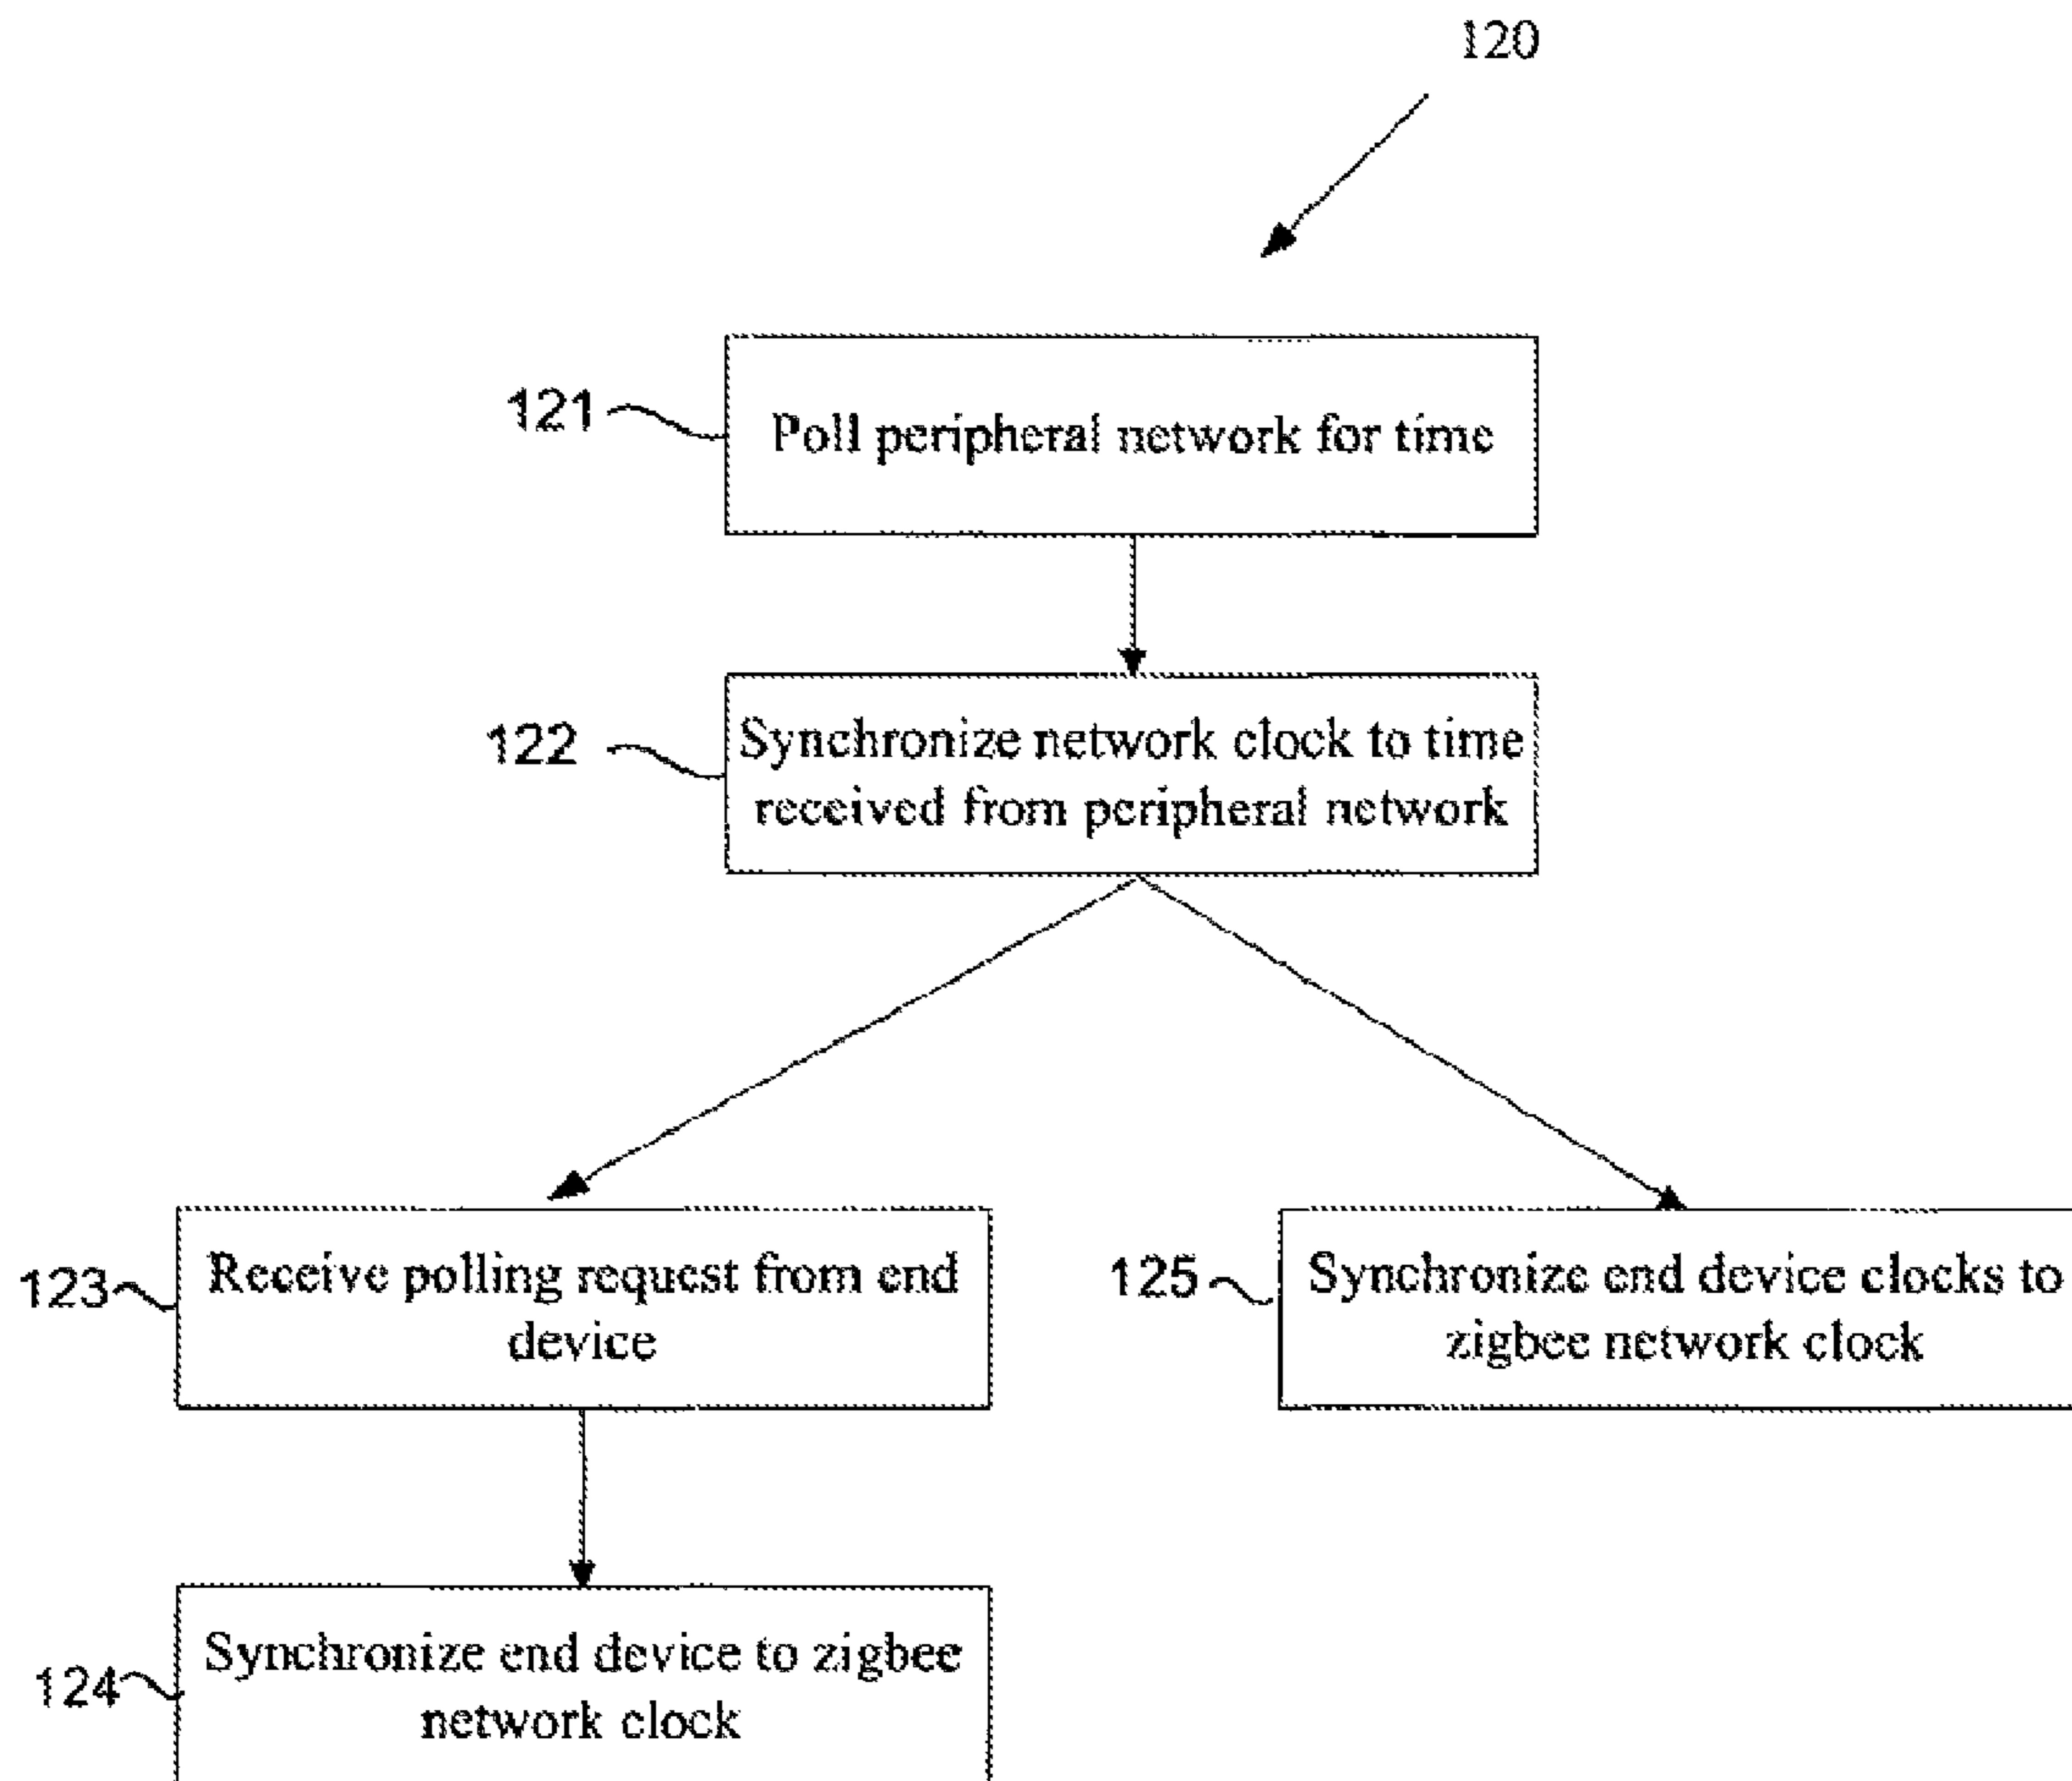 120
121
Poll peripheral network for time
122
Synchronize network clock to time
received from peripheral network
123
Receive polling request from end
device
125
Synchronize end device clocks to
zigbee network clock
124
Synchronize end device to zigbee
network clock